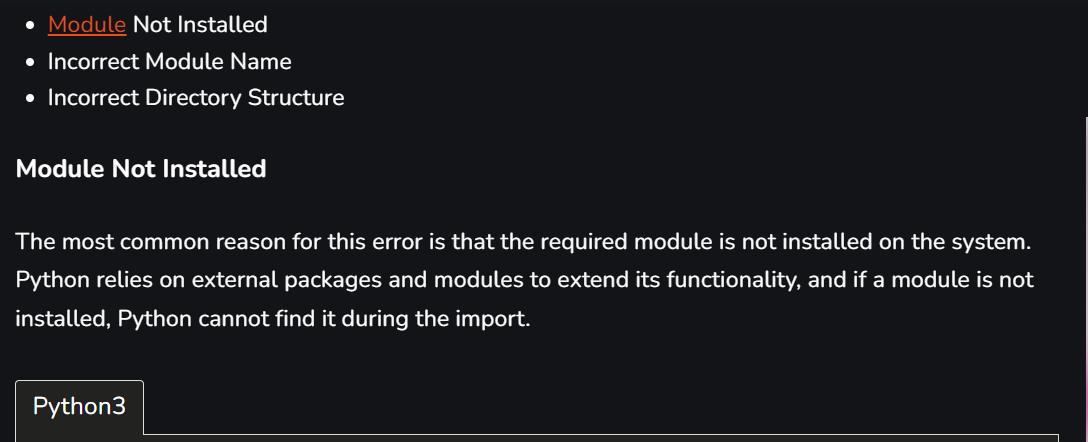 Module Not Installed
Incorrect Module Name
Incorrect Directory Structure
Module Not Installed
The most common reason for this error is that the required module is not installed on the system.
Python relies on external packages and modules to extend its functionality, and if a module is not
installed, Python cannot find it during the import.
Python3